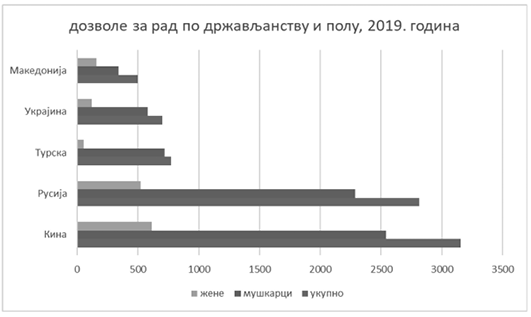 дозволе за рад по држављанству и полу, 2019. година
Македонија
Украјина
Турска
Русија
Кина
0 500 1000 1500 2000 2500 3000 3500
жене мушкарци укупно